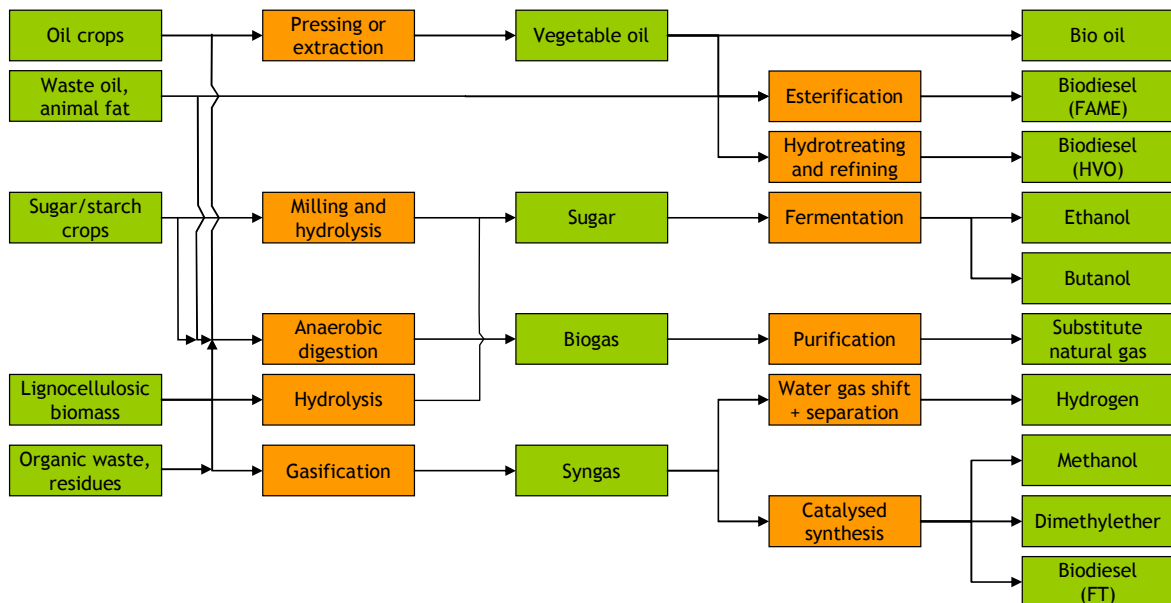 Oil crops
Pressing or
extraction
Vegetable oil
Bio oil
Waste oil,
animal fat
Esterification
Biodiesel
(FAME)
Hydrotreating
and refining
Biodiesel
(HVO)
Sugar/starch
crops
Milling and
hydrolysis
Sugar
Fermentation
Ethanol
Butanol
Anaerobic
digestion
Biogas
Purification
Substitute
natural gas
Lignocellulosic
biomass
Hydrolysis
Water gas shift
+ separation
Hydrogen
Organic waste,
residues
Gasification
Syngas
Methanol
Catalysed
synthesis
Dimethylether
Biodiesel
(FT)